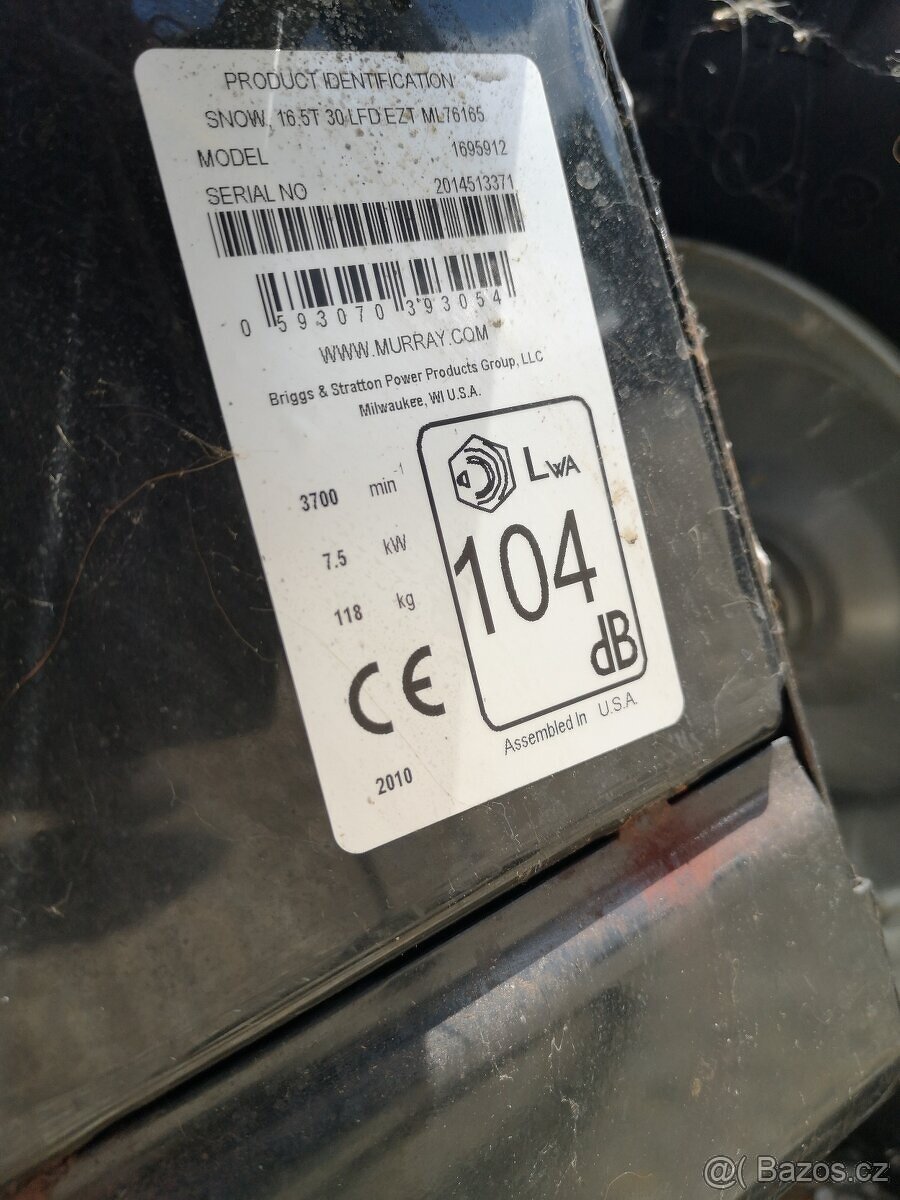 PRODUCT IDENTIFICATION
SNOW, 16.5T 30 LFD EZT ML76165
MODEL 1695912
SERIAL NO 2014513371
0 593070 393054
WWW.MURRAY.COM
Briggs & Stratton Power Products Group, LLC
Milwaukee, WI U.S.A.
3700 min-1
7.5 kW
118 kg
LWA
104
dB
CE
2010
Assembled In U.S.A.
@( Bazos.cz